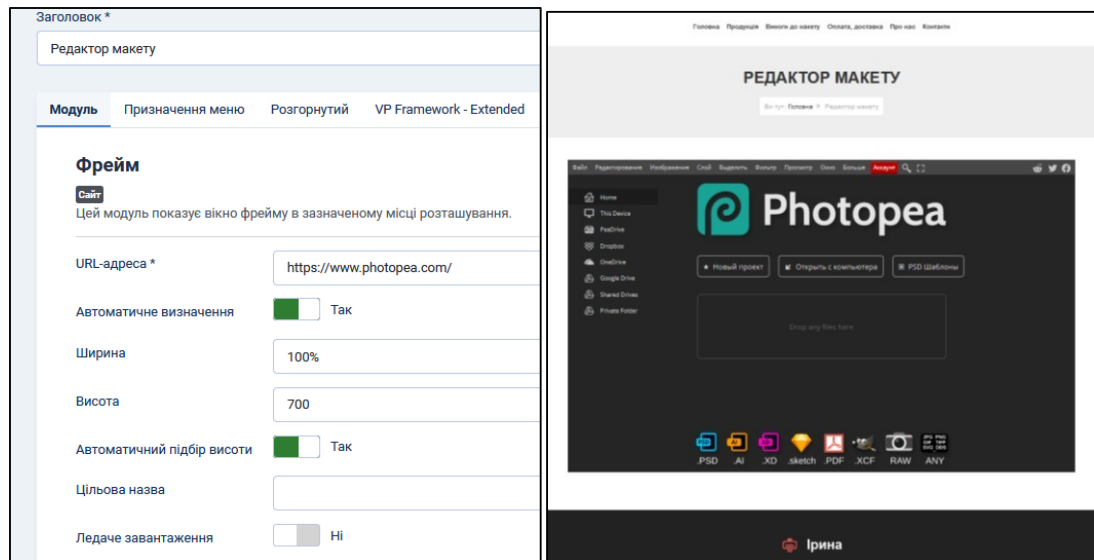 Заголовок *
Редактор макету
Модуль Призначення меню Розгорнутий VP Framework - Extended
Фрейм
Сайт
Цей модуль показує вікно фрейму в зазначеному місці розташування.
URL-адреса * https://www.photopea.com/
Автоматичне визначення Так
Ширина 100%
Висота 700
Автоматичний підбір висоти Так
Цільова назва
Ледаче завантаження Ні
Головна Продукція Вимоги до макету Оплата, доставка Про нас Контакти
РЕДАКТОР МАКЕТУ
Ви тут: Головна Редактор макету
Файл Редактирование Изображение Слой Выделить Фильтр Просмотр Окно Больше Аккаунт
Home
This Device
PeaDrive
Dropbox
OneDrive
Google Drive
Shared Drives
Private Folder
Photopea
Новый проект Открыть с компьютера PSD Шаблоны
Drop any files here
.PSD .AI .XD .sketch .PDF .XCF RAW ANY
Ірина